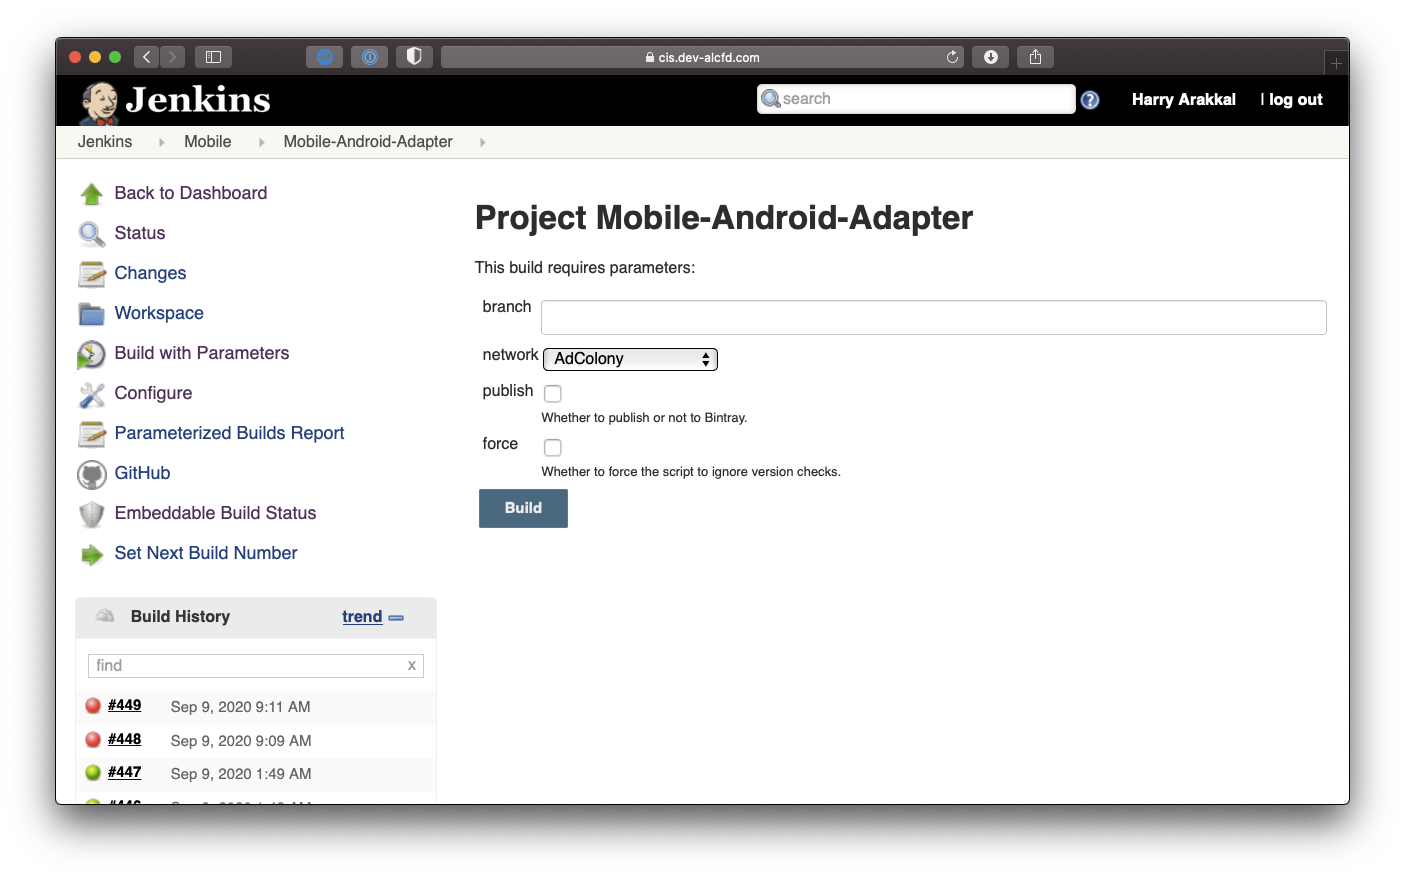 cis.dev-alcfd.com
Jenkins
search
Harry Arakkal
| log out
Jenkins
Mobile
Mobile-Android-Adapter
Back to Dashboard
Status
Changes
Workspace
Build with Parameters
Configure
Parameterized Builds Report
GitHub
Embeddable Build Status
Set Next Build Number
Build History
trend
find
x
#449 Sep 9, 2020 9:11 AM
#448 Sep 9, 2020 9:09 AM
#447 Sep 9, 2020 1:49 AM
Project Mobile-Android-Adapter
This build requires parameters:
branch
network AdColony
publish
Whether to publish or not to Bintray.
force
Whether to force the script to ignore version checks.
Build